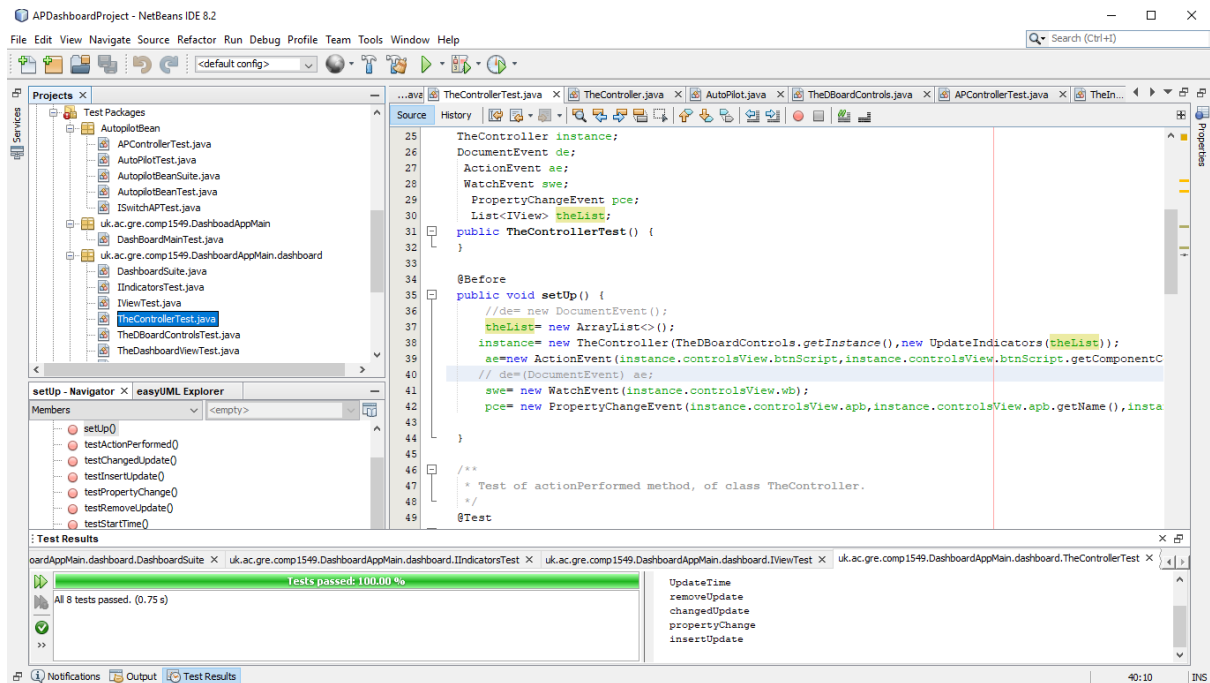 APDashboardProject - NetBeans IDE 8.2
File Edit View Navigate Source Refactor Run Debug Profile Team Tools Window Help
Search (Ctrl+I)
<default config>
Projects
Services
Test Packages
AutopilotBean
APControllerTest.java
AutoPilotTest.java
AutopilotBeanSuite.java
AutopilotBeanTest.java
ISwitchAPTest.java
uk.ac.gre.comp1549.DashboadAppMain
DashBoardMainTest.java
uk.ac.gre.comp1549.DashboardAppMain.dashboard
DashboardSuite.java
IIndicatorsTest.java
IViewTest.java
TheControllerTest.java
TheDBoardControlsTest.java
TheDashboardViewTest.java
setUp - Navigator
easyUML Explorer
Members
<empty>
setUp()
testActionPerformed()
testChangedUpdate()
testInsertUpdate()
testPropertyChange()
testRemoveUpdate()
testStartTime()
...ava TheControllerTest.java TheController.java AutoPilot.java TheDBoardControls.java APControllerTest.java TheIn...
Source History
Properties
25 TheController instance;
26 DocumentEvent de;
27 ActionEvent ae;
28 WatchEvent swe;
29 PropertyChangeEvent pce;
30 List<IView> theList;
31 public TheControllerTest() {
32 }
33
34 @Before
35 public void setUp() {
36 //de= new DocumentEvent();
37 theList= new ArrayList<>();
38 instance= new TheController(TheDBoardControls.getInstance(),new UpdateIndicators(theList));
39 ae=new ActionEvent(instance.controlsView.btnScript,instance.controlsView.btnScript.getComponentC
40 // de=(DocumentEvent) ae;
41 swe= new WatchEvent(instance.controlsView.wb);
42 pce= new PropertyChangeEvent(instance.controlsView.apb,instance.controlsView.apb.getName(),insta
43
44 }
45
46 /**
47 * Test of actionPerformed method, of class TheController.
48 */
49 @Test
Test Results
oardAppMain.dashboard.DashboardSuite uk.ac.gre.comp1549.DashboardAppMain.dashboard.IIndicatorsTest uk.ac.gre.comp1549.DashboardAppMain.dashboard.IViewTest uk.ac.gre.comp1549.DashboardAppMain.dashboard.TheControllerTest
Tests passed: 100.00 %
All 8 tests passed. (0.75 s)
UpdateTime
removeUpdate
changedUpdate
propertyChange
insertUpdate
Notifications Output Test Results
40:10 INS